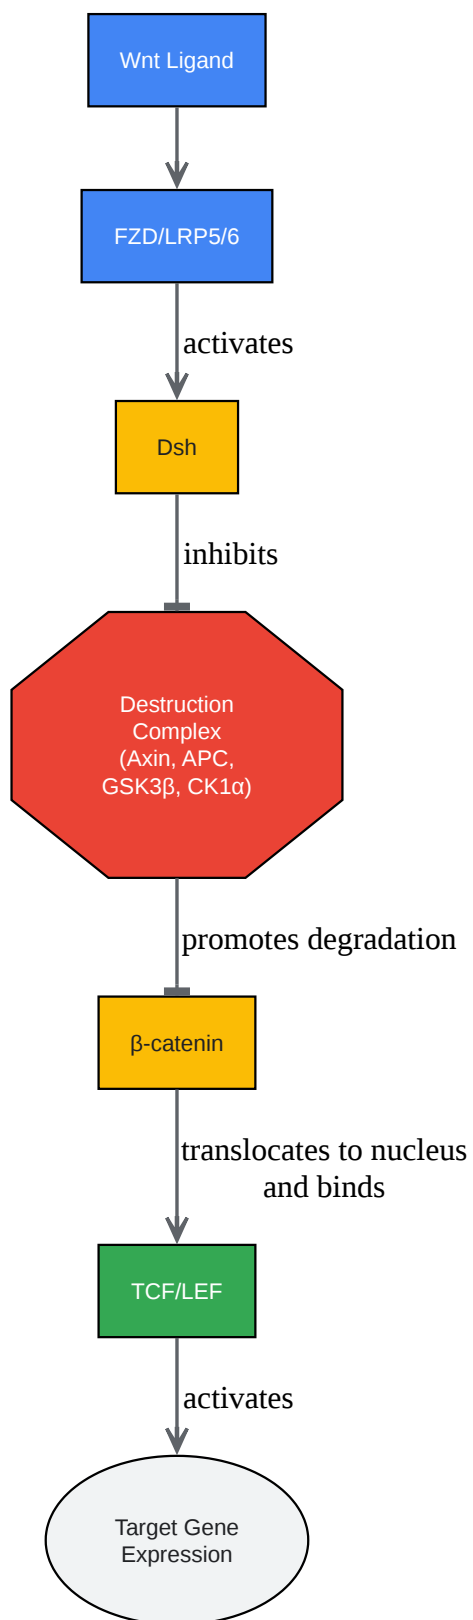 Wnt Ligand
FZD/LRP5/6
activates
Dsh
inhibits
Destruction
Complex
(Axin, APC,
GSK3β, CK1α)
promotes degradation
β-catenin
translocates to nucleus
and binds
TCF/LEF
activates
Target Gene
Expression